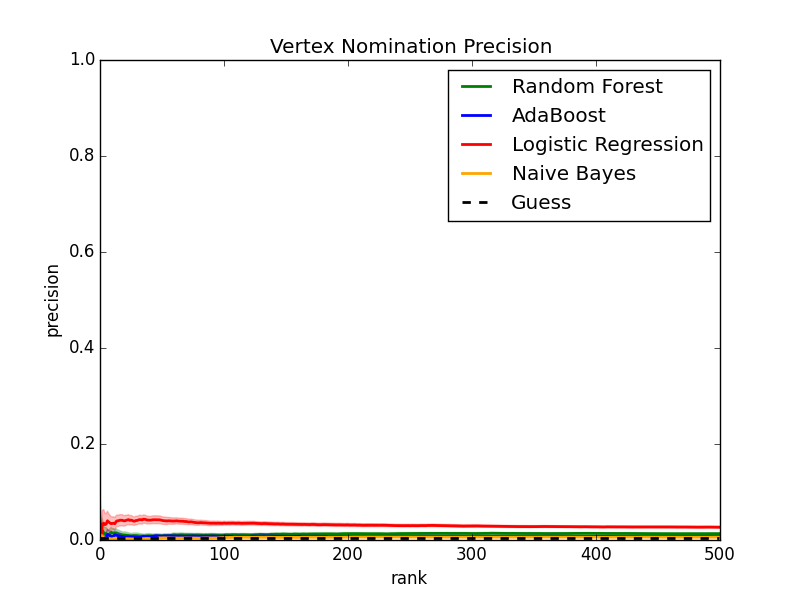 Vertex Nomination Precision
1.0
0.8
0.6
0.4
0.2
0.0
precision
Random Forest
AdaBoost
Logistic Regression
Naive Bayes
Guess
0 100 200 300 400 500
rank